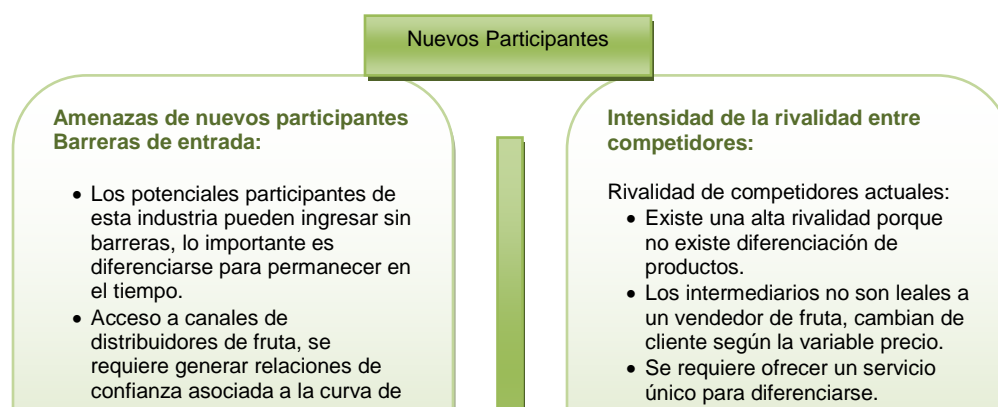 Nuevos Participantes
Amenazas de nuevos participantes
Barreras de entrada:
• Los potenciales participantes de
esta industria pueden ingresar sin
barreras, lo importante es
diferenciarse para permanecer en
el tiempo.
• Acceso a canales de
distribuidores de fruta, se
requiere generar relaciones de
confianza asociada a la curva de
Intensidad de la rivalidad entre
competidores:
Rivalidad de competidores actuales:
• Existe una alta rivalidad porque
no existe diferenciación de
productos.
• Los intermediarios no son leales a
un vendedor de fruta, cambian de
cliente según la variable precio.
• Se requiere ofrecer un servicio
único para diferenciarse.